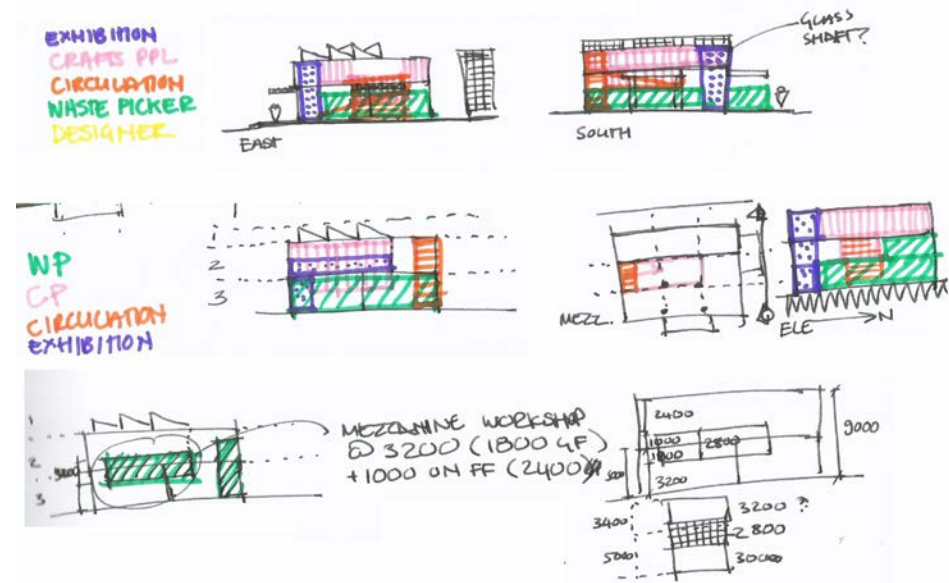 EXHIBITION
CRAFTS PPL
CIRCULATION
WASTE PICKER
DESIGNER
EAST
GLASS
SHAFT?
SOUTH
WP
CP
CIRCULATION
EXHIBITION
1
2
3
MEZZ.
ELE
N
1
2
3
MEZZANINE WORKSHOP
@ 3200 (1800 GF)
+1000 ON FF (2400)
2400
1000
2800
1800
3200
9000
3400
5000
3200 ?
2800